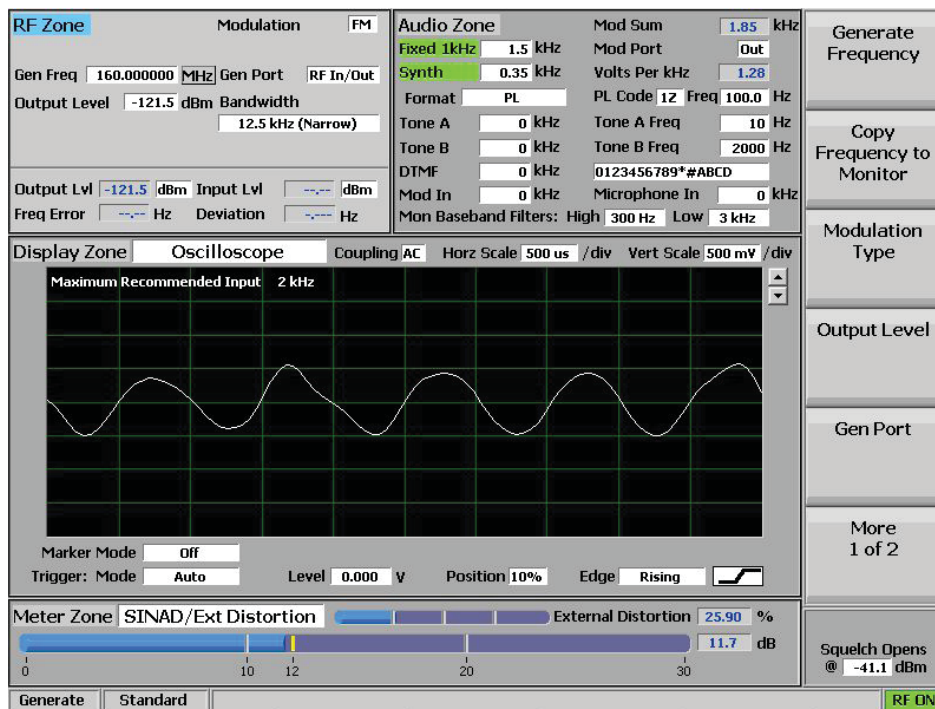 RF Zone Modulation FM
Gen Freq 160.000000 MHz Gen Port RF In/Out
Output Level -121.5 dBm Bandwidth
12.5 kHz (Narrow)
Output Lvl -121.5 dBm Input Lvl --.-- dBm
Freq Error --.-- Hz Deviation -.--- Hz
Audio Zone Mod Sum 1.85 kHz
Fixed 1kHz 1.5 kHz Mod Port Out
Synth 0.35 kHz Volts Per kHz 1.28
Format PL PL Code 1Z Freq 100.0 Hz
Tone A 0 kHz Tone A Freq 10 Hz
Tone B 0 kHz Tone B Freq 2000 Hz
DTMF 0 kHz 0123456789*#ABCD
Mod In 0 kHz Microphone In 0 kHz
Mon Baseband Filters: High 300 Hz Low 3 kHz
Display Zone Oscilloscope Coupling AC Horz Scale 500 us /div Vert Scale 500 mV /div
Maximum Recommended Input 2 kHz
Marker Mode Off
Trigger: Mode Auto Level 0.000 V Position 10% Edge Rising
Meter Zone SINAD/Ext Distortion External Distortion 25.90 %
11.7 dB
0 10 12 20 30
Generate Standard
Generate
Frequency
Copy
Frequency to
Monitor
Modulation
Type
Output Level
Gen Port
More
1 of 2
Squelch Opens
@ -41.1 dBm
RF ON